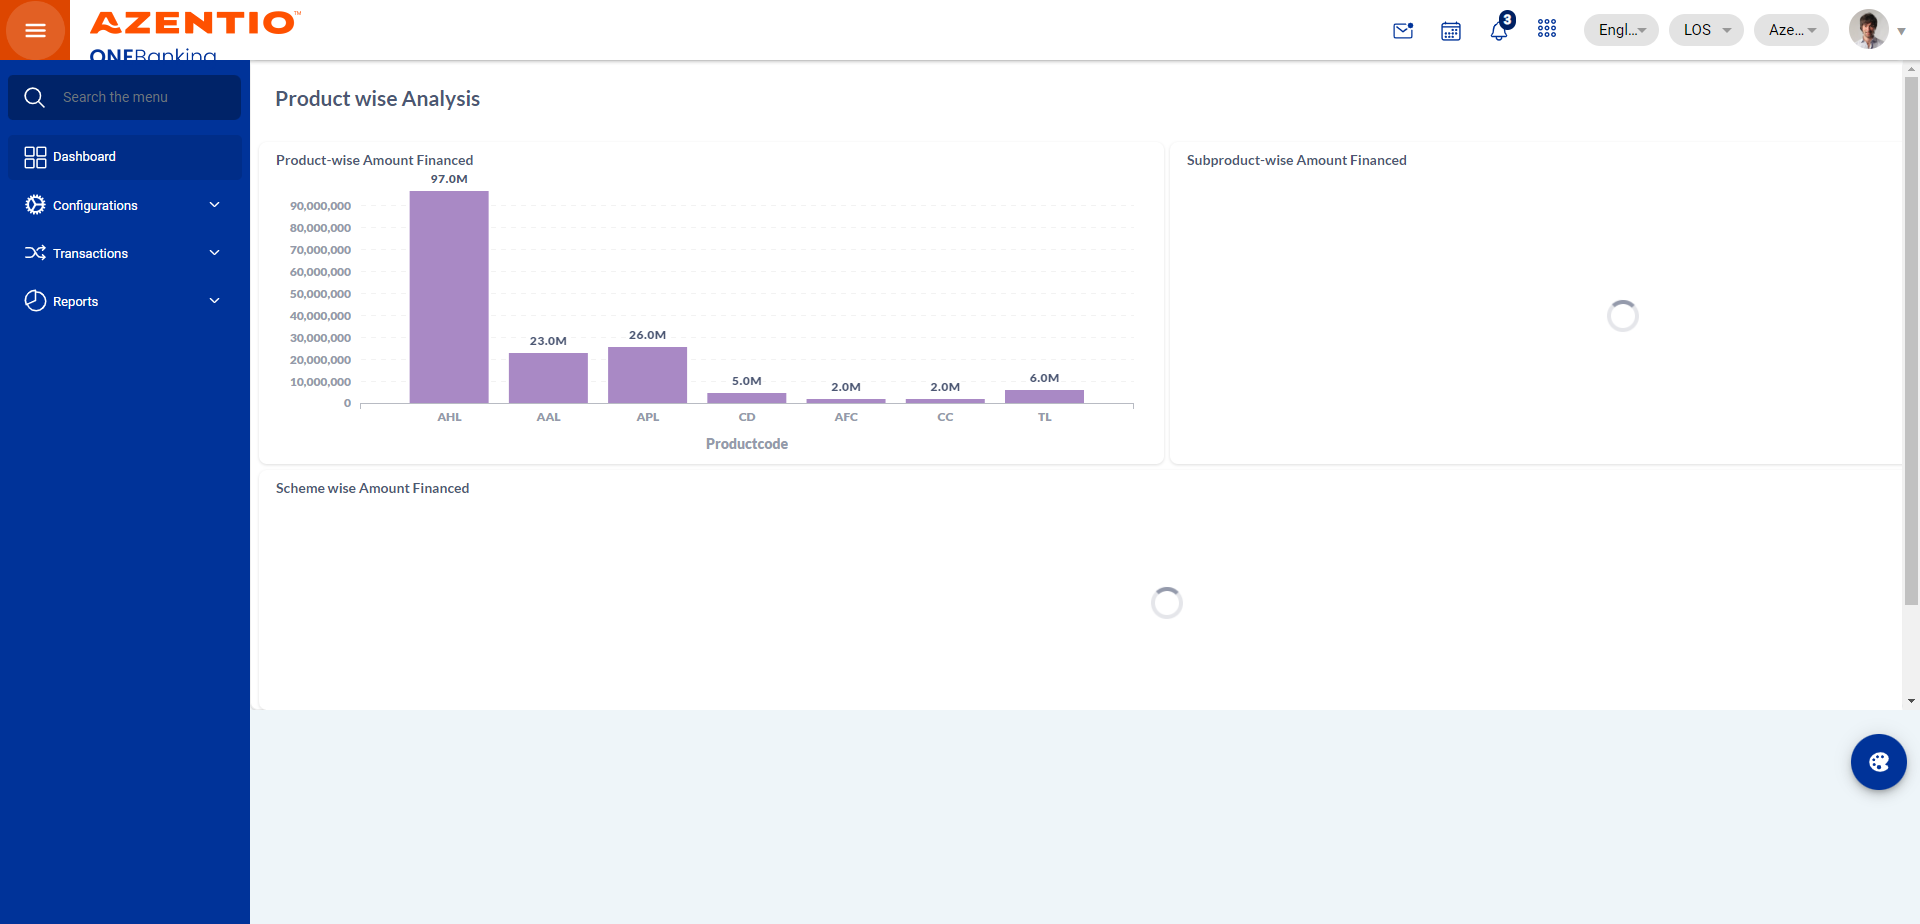 AZENTIO™
ONEBanking
3
Engl...
LOS
Aze...
Search the menu
Dashboard
Configurations
Transactions
Reports
Product wise Analysis
Product-wise Amount Financed
97.0M
90,000,000
80,000,000
70,000,000
60,000,000
50,000,000
40,000,000
30,000,000
20,000,000
10,000,000
0
23.0M
26.0M
5.0M
2.0M
2.0M
6.0M
AHL
AAL
APL
CD
AFC
CC
TL
Productcode
Subproduct-wise Amount Financed
Scheme wise Amount Financed